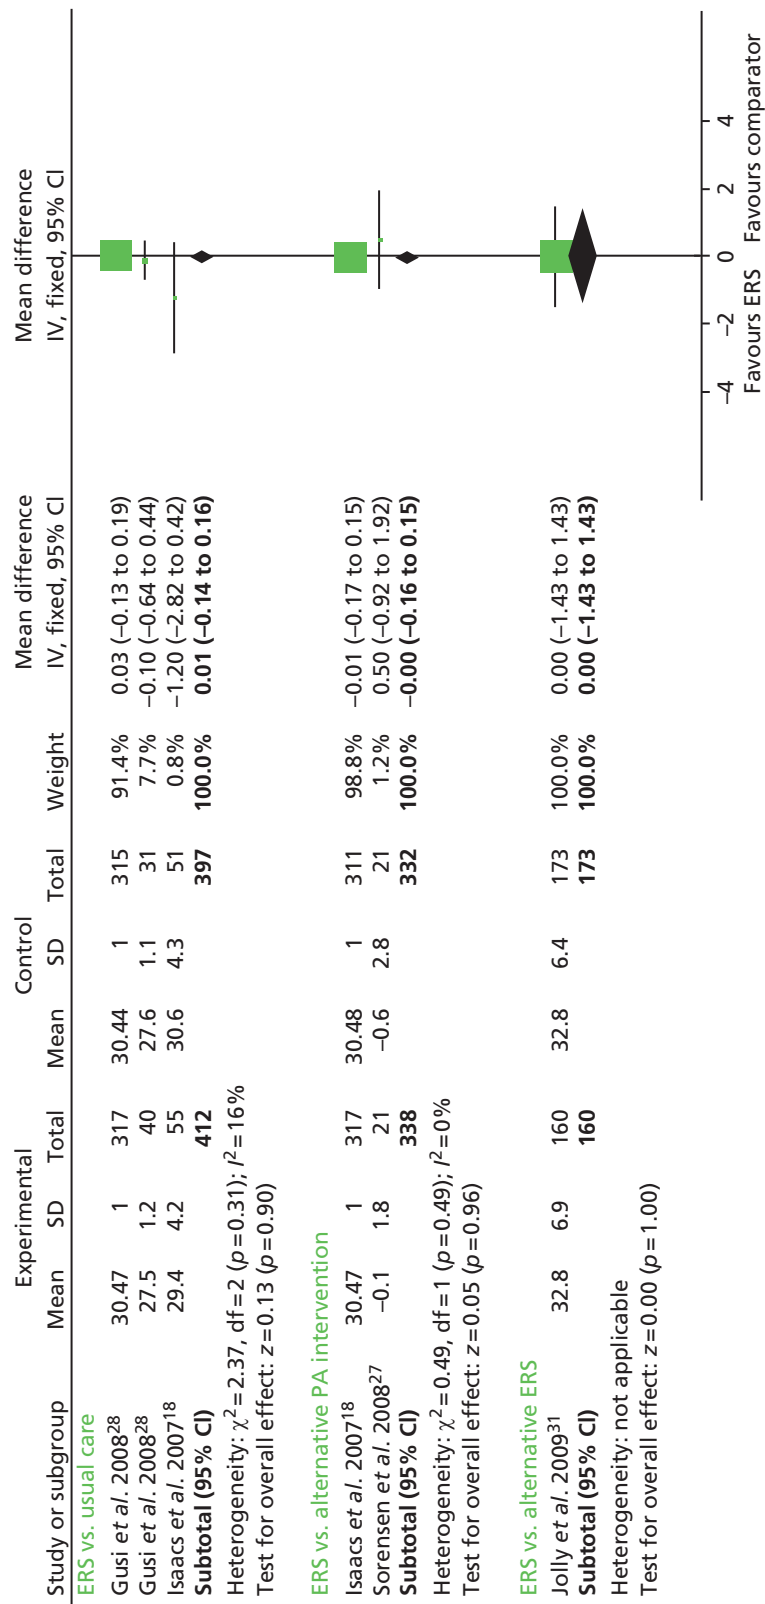 Experimental Control Mean difference Mean difference
Study or subgroup Mean SD Total Mean SD Total Weight IV, fixed, 95% CI IV, fixed, 95% CI
ERS vs. usual care
Gusi et al. 2008²⁸ 30.47 1 317 30.44 1 315 91.4% 0.03 (−0.13 to 0.19)
Gusi et al. 2008²⁸ 27.5 1.2 40 27.6 1.1 31 7.7% −0.10 (−0.64 to 0.44)
Isaacs et al. 2007¹⁸ 29.4 4.2 55 30.6 4.3 51 0.8% −1.20 (−2.82 to 0.42)
Subtotal (95% CI) 412 397 100.0% 0.01 (−0.14 to 0.16)
Heterogeneity: χ² = 2.37, df = 2 (p = 0.31); I² = 16%
Test for overall effect: z = 0.13 (p = 0.90)
ERS vs. alternative PA intervention
Isaacs et al. 2007¹⁸ 30.47 1 317 30.48 1 311 98.8% −0.01 (−0.17 to 0.15)
Sorensen et al. 2008²⁷ −0.1 1.8 21 −0.6 2.8 21 1.2% 0.50 (−0.92 to 1.92)
Subtotal (95% CI) 338 332 100.0% −0.00 (−0.16 to 0.15)
Heterogeneity: χ² = 0.49, df = 1 (p = 0.49); I² = 0%
Test for overall effect: z = 0.05 (p = 0.96)
ERS vs. alternative ERS
Jolly et al. 2009³¹ 32.8 6.9 160 32.8 6.4 173 100.0% 0.00 (−1.43 to 1.43)
Subtotal (95% CI) 160 173 100.0% 0.00 (−1.43 to 1.43)
Heterogeneity: not applicable
Test for overall effect: z = 0.00 (p = 1.00)
−4 −2 0 2 4
Favours ERS Favours comparator